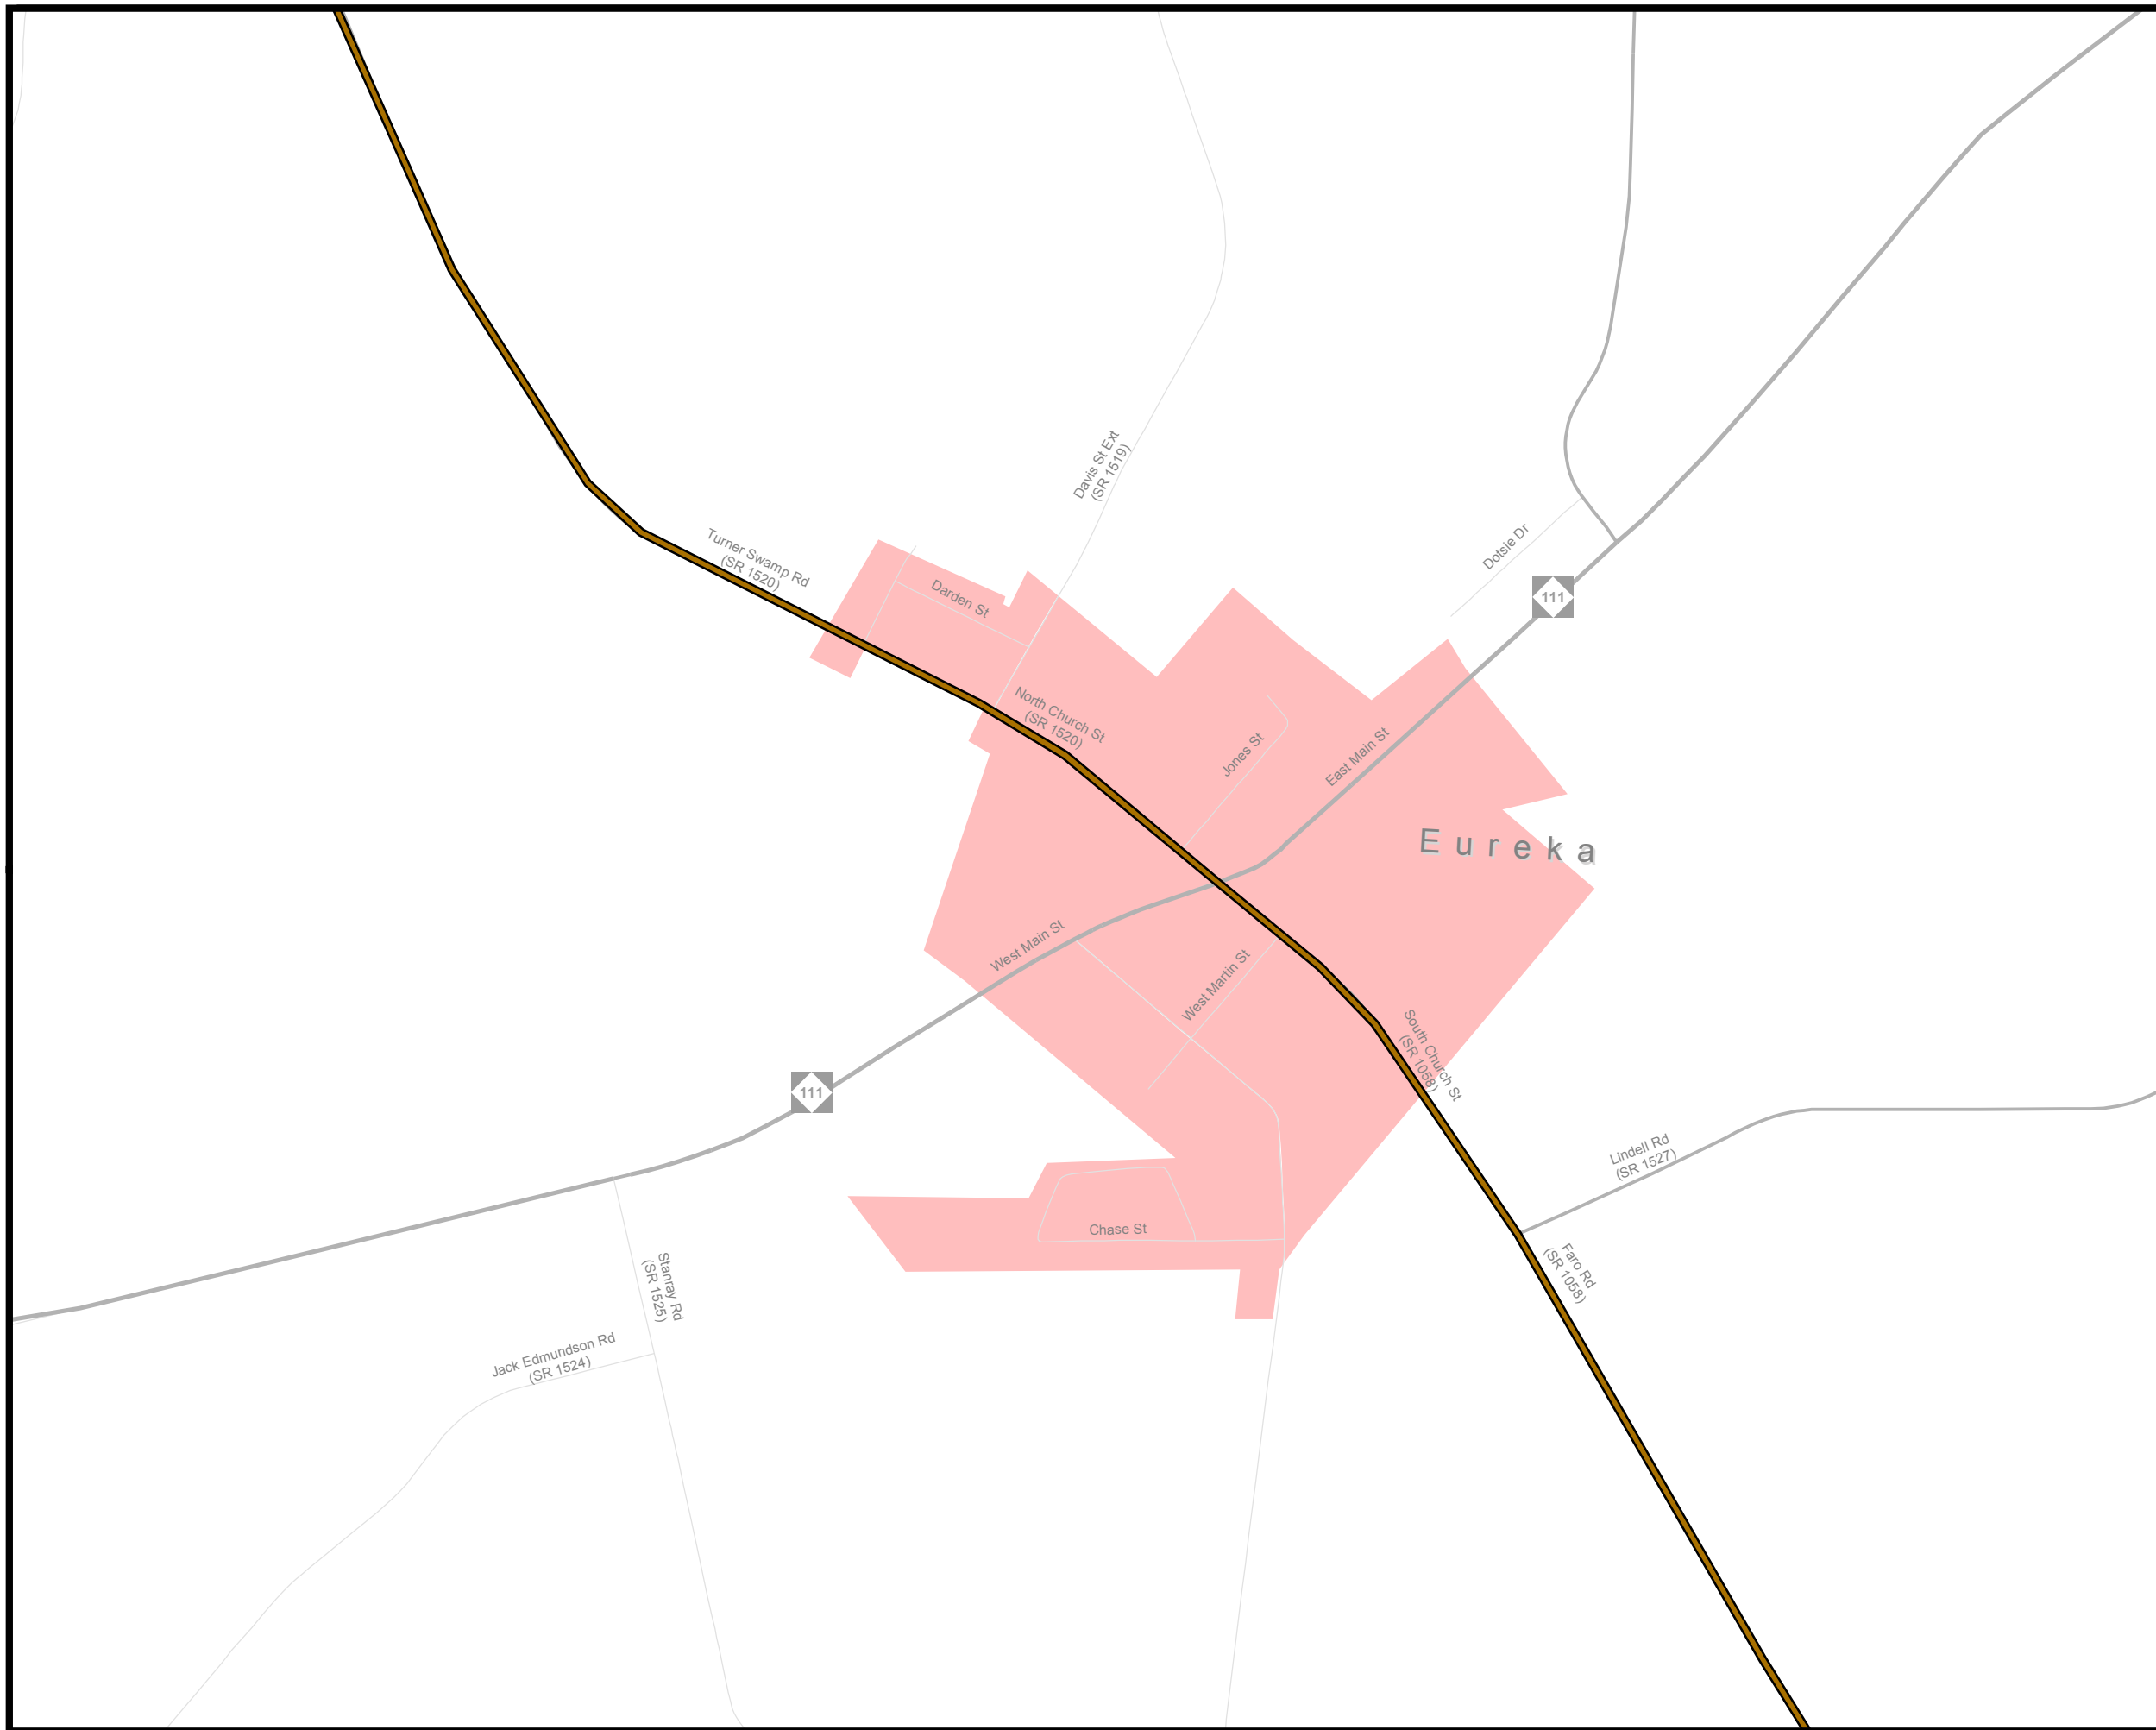 Davis St Ext
(SR 1519)
Turner Swamp Rd
(SR 1520)
Dotsie Dr
111
Darden St
North Church St
(SR 1520)
Jones St
East Main St
Eureka
West Main St
West Martin St
South Church St
(SR 1058)
111
Lindell Rd
(SR 1527)
Chase St
Faro Rd
(SR 1058)
Stanray Rd
(SR 1525)
Jack Edmundson Rd
(SR 1524)